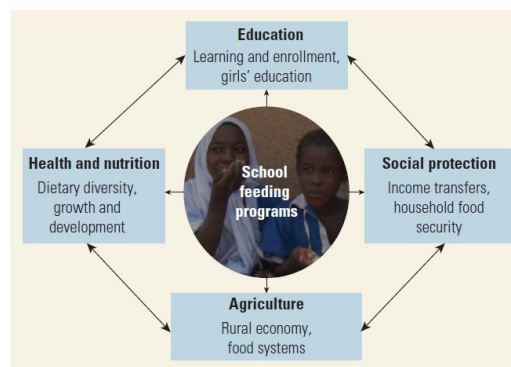 Education
Learning and enrollment,
girls' education
Health and nutrition
Dietary diversity,
growth and
development
School
feeding
programs
Social protection
Income transfers,
household food
security
Agriculture
Rural economy,
food systems